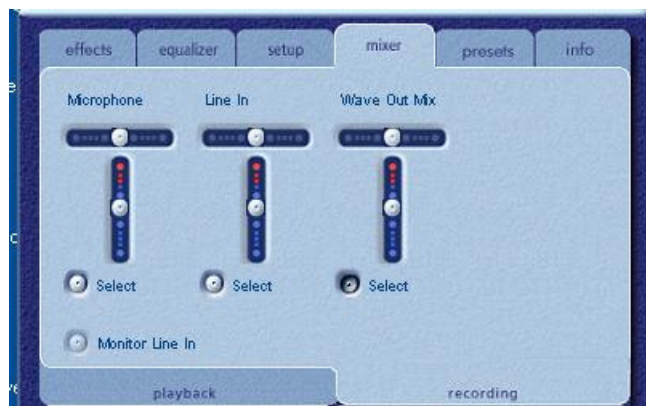 effects equalizer setup mixer presets info
Microphone Line In Wave Out Mix
Select Select Select
Monitor Line In
playback recording